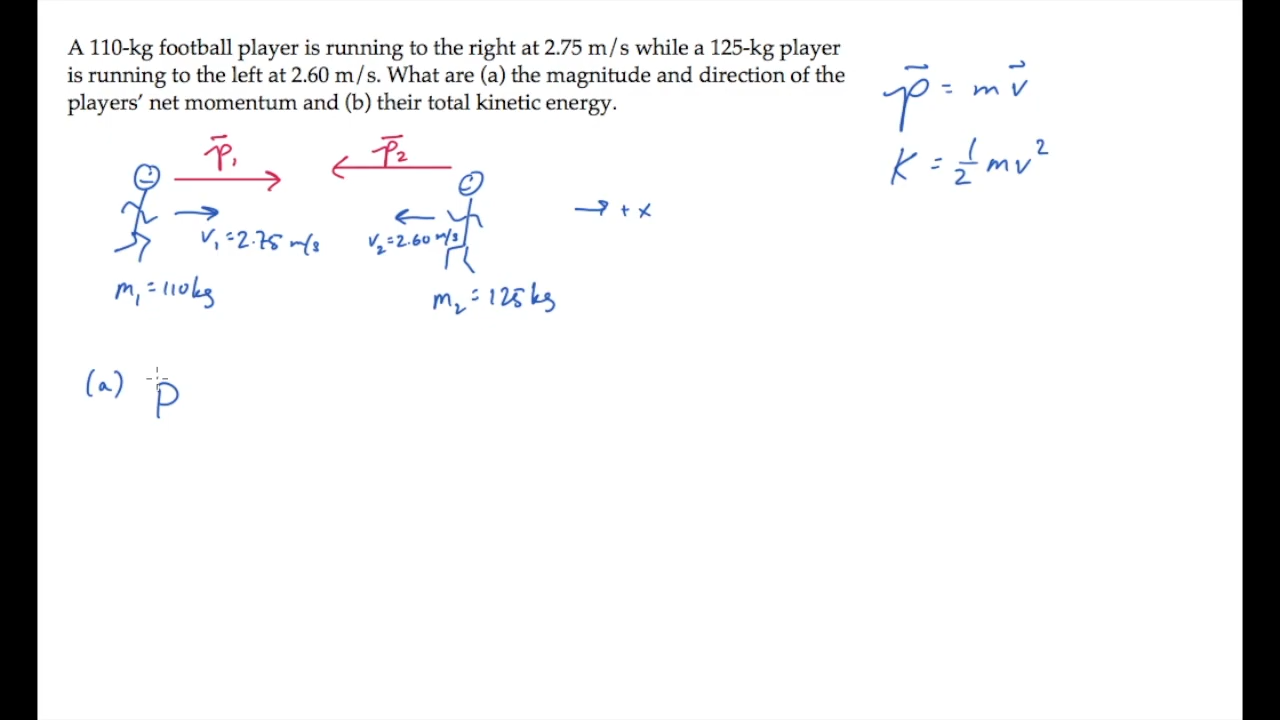 A 110-kg football player is running to the right at 2.75 m/s while a 125-kg player
is running to the left at 2.60 m/s. What are (a) the magnitude and direction of the
players' net momentum and (b) their total kinetic energy.
p⃗ = m v⃗
K = 1/2 mv²
p⃗₁
p⃗₂
v₁ = 2.75 m/s
v₂ = 2.60 m/s
→ + x
m₁ = 110 kg
m₂ = 125 kg
(a) p